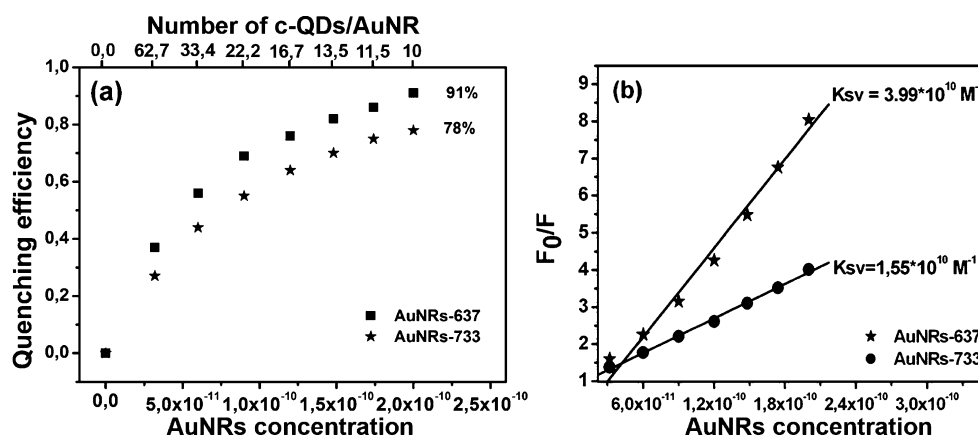 Number of c-QDs/AuNR
0,0 62,7 33,4 22,2 16,7 13,5 11,5 10
(a)
1,0
0,8
0,6
0,4
0,2
0,0
Quenching efficiency
91%
78%
AuNRs-637
AuNRs-733
0,0 5,0x10-11 1,0x10-10 1,5x10-10 2,0x10-10 2,5x10-10
AuNRs concentration
(b)
9
8
7
6
5
4
3
2
1
F0/F
Ksv = 3.99*10^10 M-
Ksv=1,55*10^10 M-1
AuNRs-637
AuNRs-733
6,0x10-11 1,2x10-10 1,8x10-10 2,4x10-10 3,0x10-10
AuNRs concentration